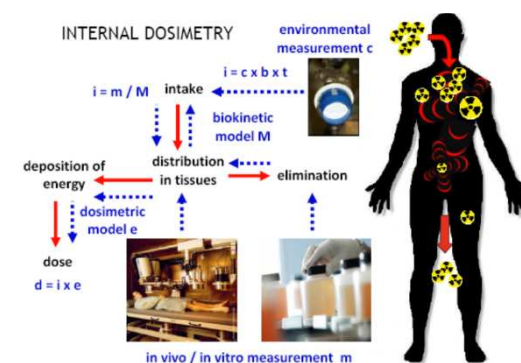 INTERNAL DOSIMETRY
environmental
measurement c
i = c x b x t
i = m / M
intake
biokinetic
model M
deposition of
energy
distribution
in tissues
elimination
dosimetric
model e
dose
d = i x e
in vivo / in vitro measurement m